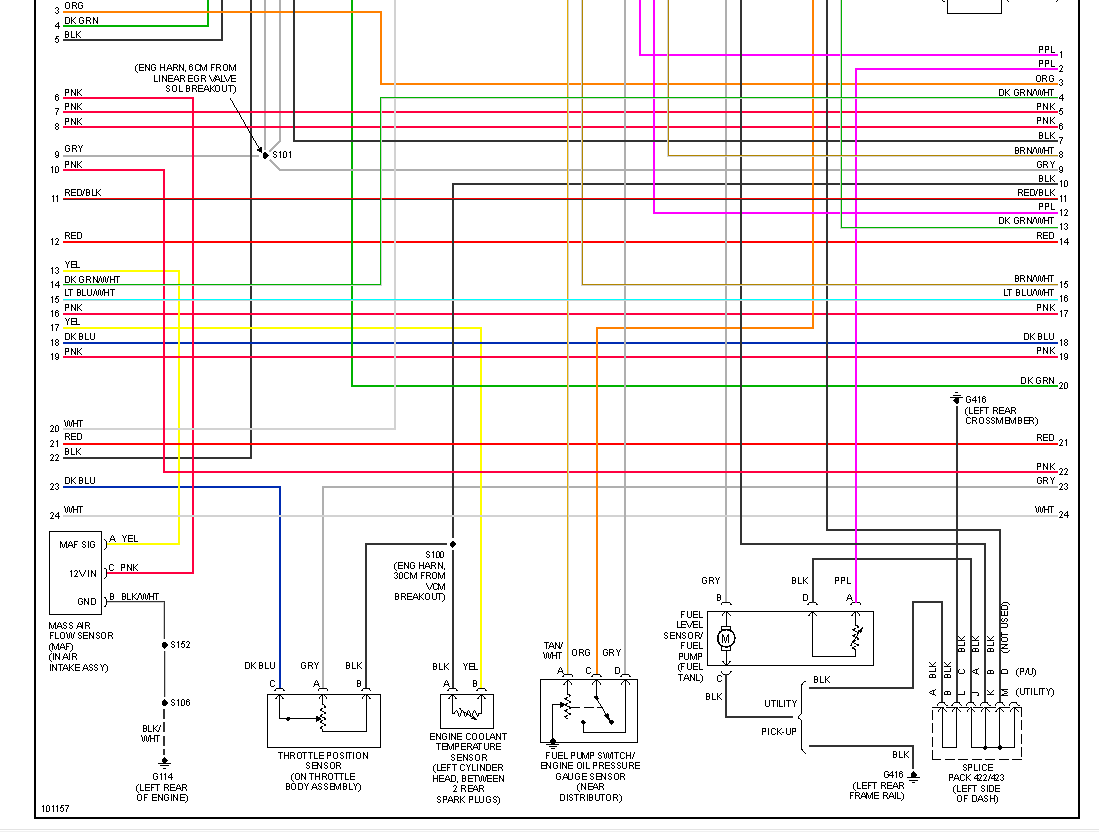 3 ORG
4 DK GRN
5 BLK
(ENG HARN, 6CM FROM
LINEAR EGR VALVE
SOL BREAKOUT)
6 PNK
7 PNK
8 PNK
9 GRY
S101
10 PNK
11 RED/BLK
12 RED
13 YEL
14 DK GRN/WHT
15 LT BLU/WHT
16 PNK
17 YEL
18 DK BLU
19 PNK
20 WHT
21 RED
22 BLK
23 DK BLU
24 WHT
PPL 1
PPL 2
ORG 3
DK GRN/WHT 4
PNK 5
PNK 6
BLK 7
BRN/WHT 8
GRY 9
BLK 10
RED/BLK 11
PPL 12
DK GRN/WHT 13
RED 14
BRN/WHT 15
LT BLU/WHT 16
PNK 17
DK BLU 18
PNK 19
DK GRN 20
G416
(LEFT REAR
CROSSMEMBER)
RED 21
PNK 22
GRY 23
WHT 24
MAF SIG A YEL
12V IN C PNK
GND B BLK/WHT
MASS AIR
FLOW SENSOR
(MAF)
(IN AIR
INTAKE ASSY)
S152
S106
BLK/
WHT
G114
(LEFT REAR
OF ENGINE)
S100
(ENG HARN,
30CM FROM
VCM
BREAKOUT)
DK BLU GRY BLK
C A B
THROTTLE POSITION
SENSOR
(ON THROTTLE
BODY ASSEMBLY)
BLK YEL
A B
ENGINE COOLANT
TEMPERATURE
SENSOR
(LEFT CYLINDER
HEAD, BETWEEN
2 REAR
SPARK PLUGS)
TAN/
WHT ORG GRY
A C D
FUEL PUMP SWITCH/
ENGINE OIL PRESSURE
GAUGE SENSOR
(NEAR
DISTRIBUTOR)
GRY BLK PPL
B D A
FUEL
LEVEL
SENSOR/
FUEL
PUMP
(FUEL
TANL)
M
C
BLK
UTILITY
PICK-UP
BLK
BLK
G416
(LEFT REAR
FRAME RAIL)
A BLK
B BLK
L C BLK
J A BLK
K B BLK
M D (NOT USED)
(P/U)
(UTILITY)
SPLICE
PACK 422/423
(LEFT SIDE
OF DASH)
101157